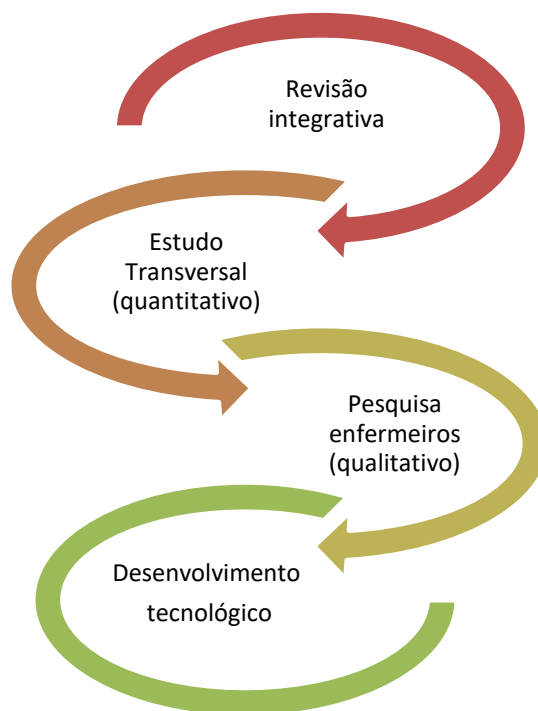 Revisão
integrativa
Estudo
Transversal
(quantitativo)
Pesquisa
enfermeiros
(qualitativo)
Desenvolvimento
tecnológico